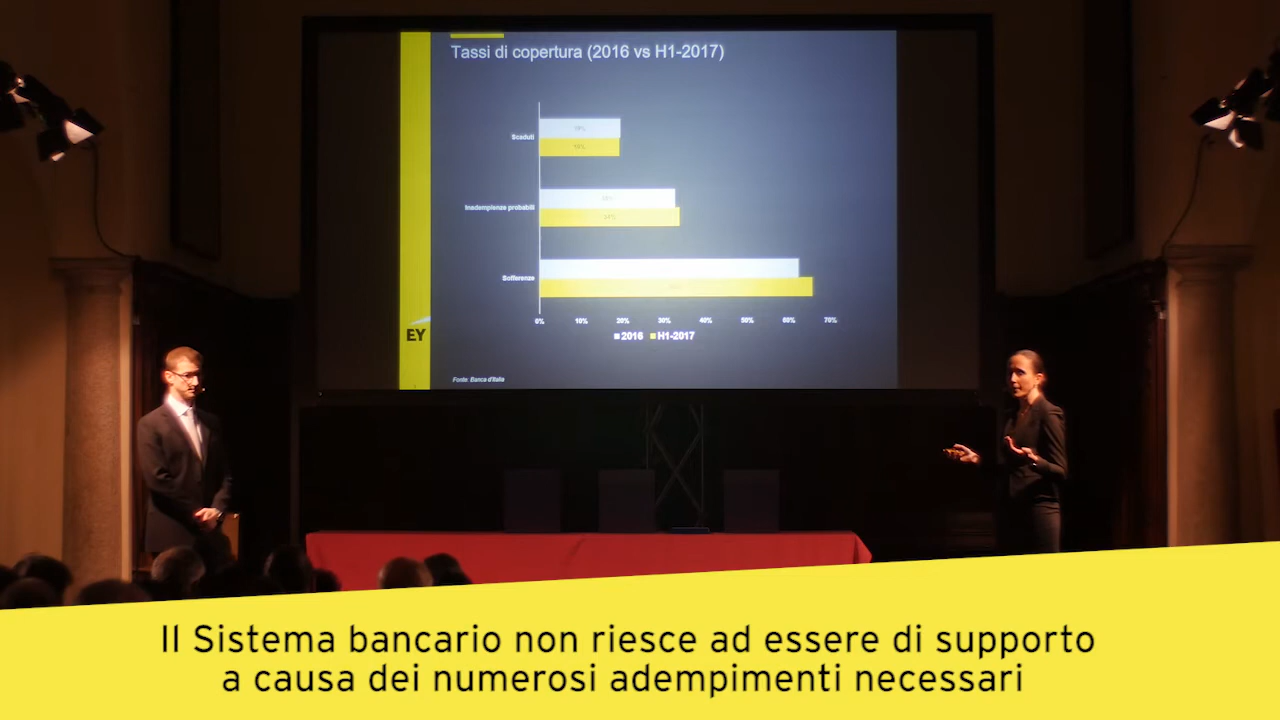 Tassi di copertura (2016 vs H1-2017)
Scaduti
Inadempienze probabili
34%
Sofferenze
0% 10% 20% 30% 40% 50% 60% 70%
2016 H1-2017
EY
Fonte: Banca d'Italia
Il Sistema bancario non riesce ad essere di supporto
a causa dei numerosi adempimenti necessari